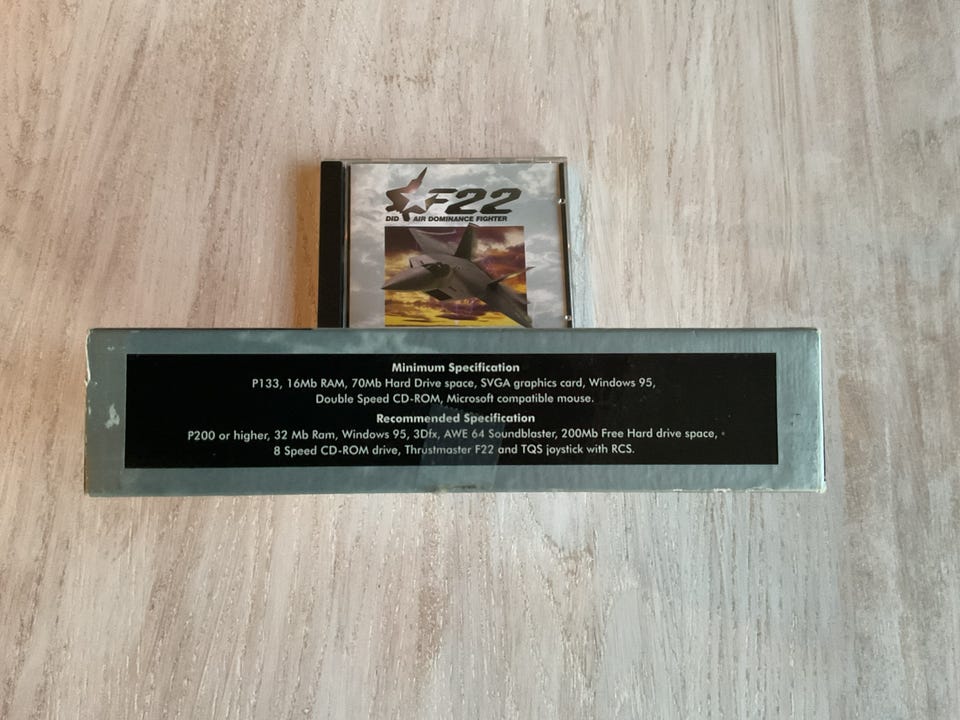 F22
DID AIR DOMINANCE FIGHTER
Minimum Specification
P133, 16Mb RAM, 70Mb Hard Drive space, SVGA graphics card, Windows 95,
Double Speed CD-ROM, Microsoft compatible mouse.
Recommended Specification
P200 or higher, 32 Mb Ram, Windows 95, 3Dfx, AWE 64 Soundblaster, 200Mb Free Hard drive space,
8 Speed CD-ROM drive, Thrustmaster F22 and TQS joystick with RCS.